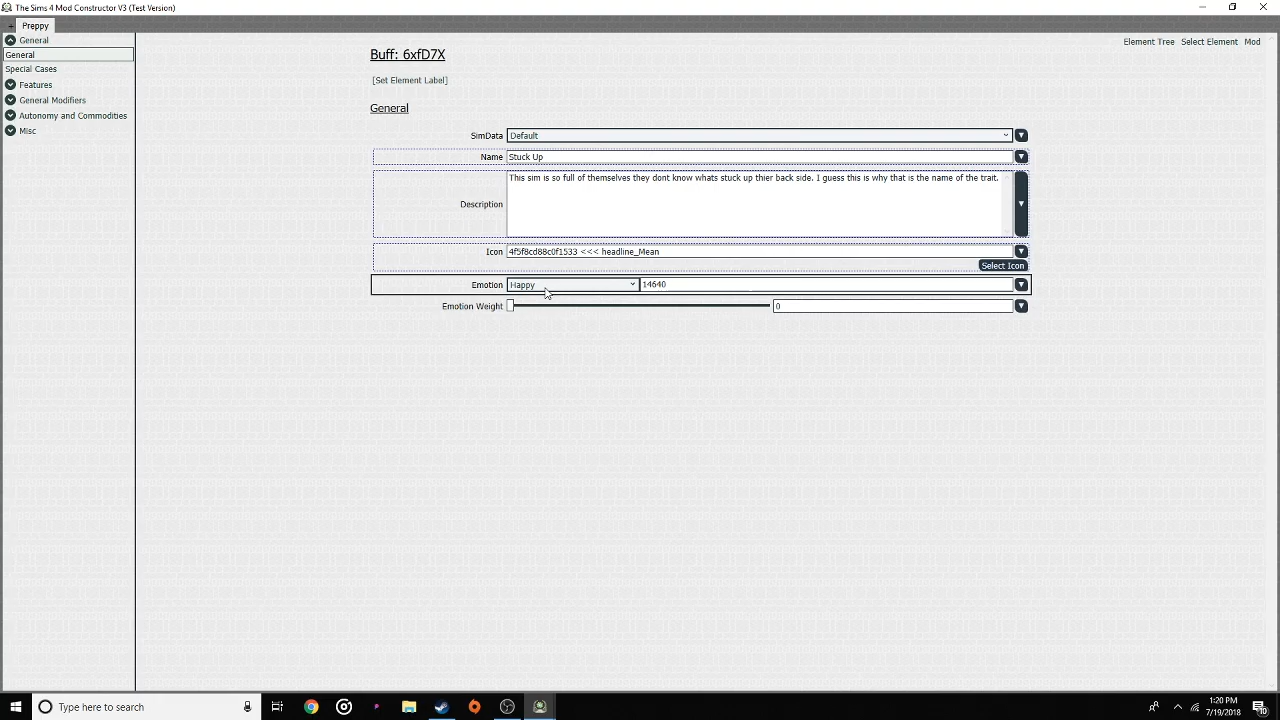 The Sims 4 Mod Constructor V3 (Test Version)
+ Preppy
General
General
Special Cases
Features
General Modifiers
Autonomy and Commodities
Misc
Element Tree Select Element Mod
Buff: 6xfD7X
[Set Element Label]
General
SimData Default
Name Stuck Up
Description This sim is so full of themselves they dont know whats stuck up thier back side. I guess this is why that is the name of the trait.
Icon 4f5f8cd88c0f1533 <<< headline_Mean
Select Icon
Emotion Happy 14640
Emotion Weight 0
Type here to search
1:20 PM
7/19/2018
10